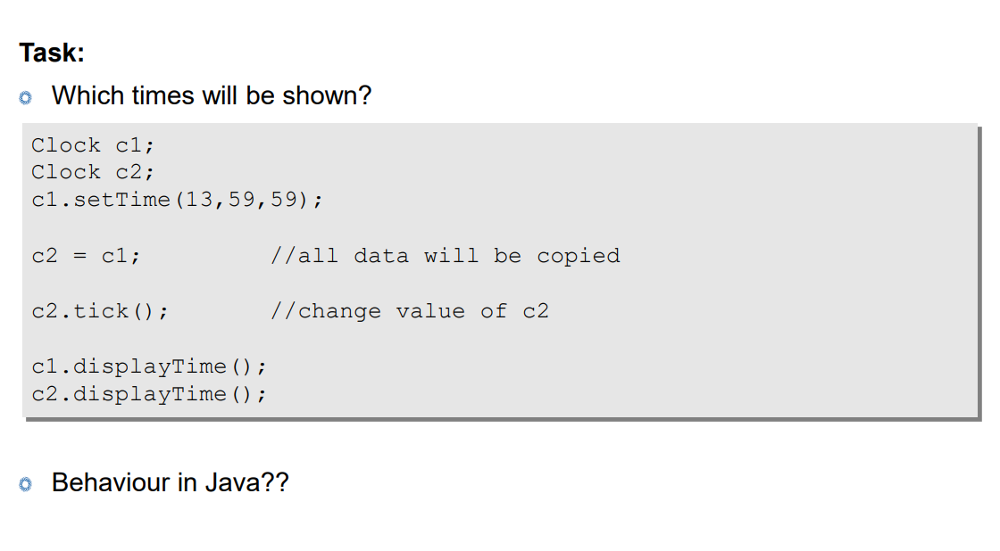 Task:
Which times will be shown?
Clock c1;
Clock c2;
c1.setTime(13,59,59);
c2 = c1; //all data will be copied
c2.tick(); //change value of c2
c1.displayTime();
c2.displayTime();
Behaviour in Java??